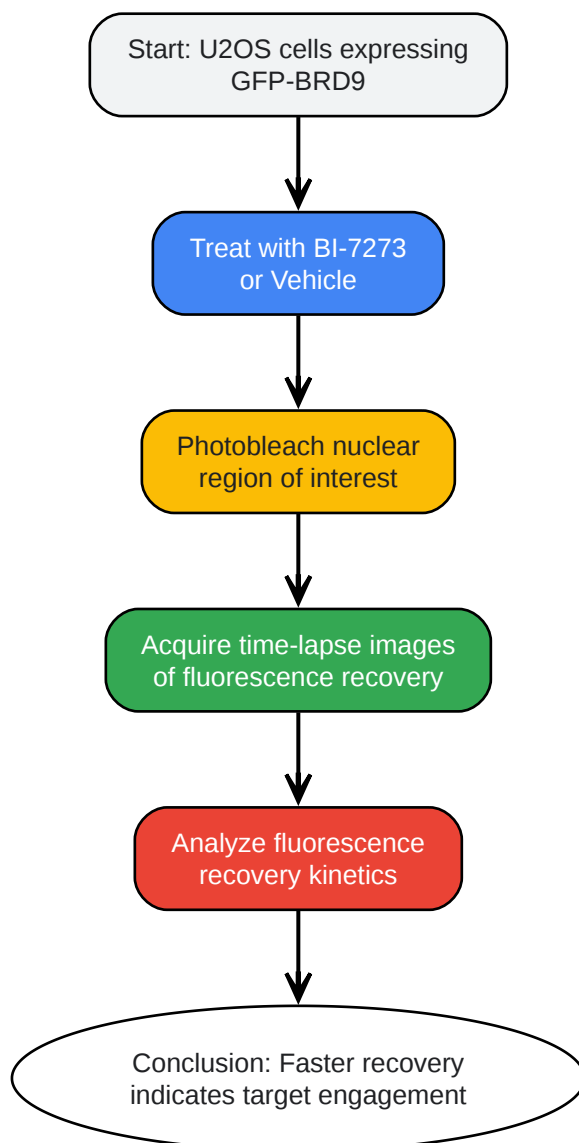 Start: U2OS cells expressing
GFP-BRD9
Treat with BI-7273
or Vehicle
Photobleach nuclear
region of interest
Acquire time-lapse images
of fluorescence recovery
Analyze fluorescence
recovery kinetics
Conclusion: Faster recovery
indicates target engagement